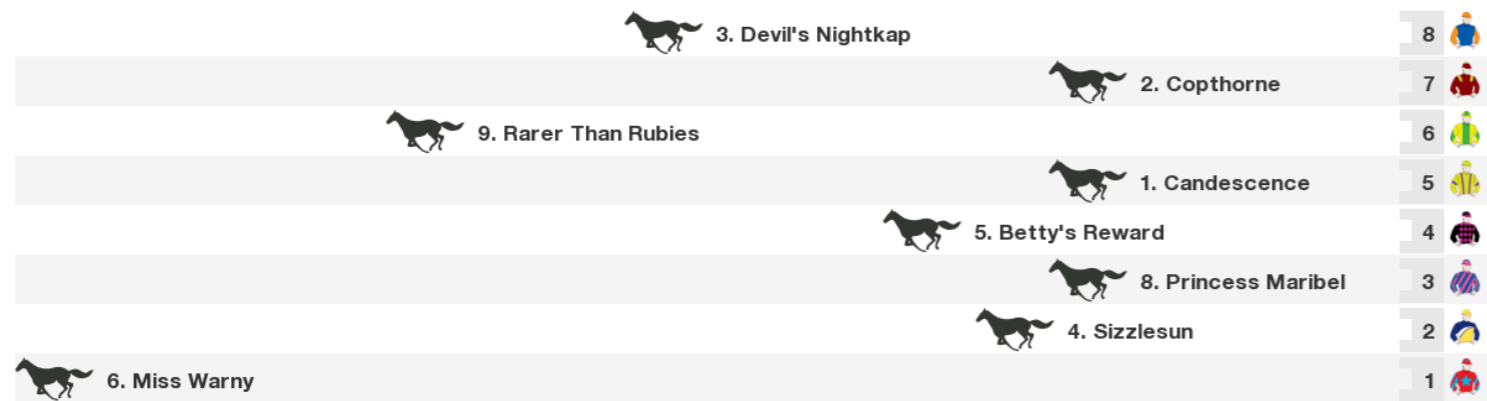 3. Devil's Nightkap 8
2. Copthorne 7
9. Rarer Than Rubies 6
1. Candescence 5
5. Betty's Reward 4
8. Princess Maribel 3
4. Sizzlesun 2
6. Miss Warny 1